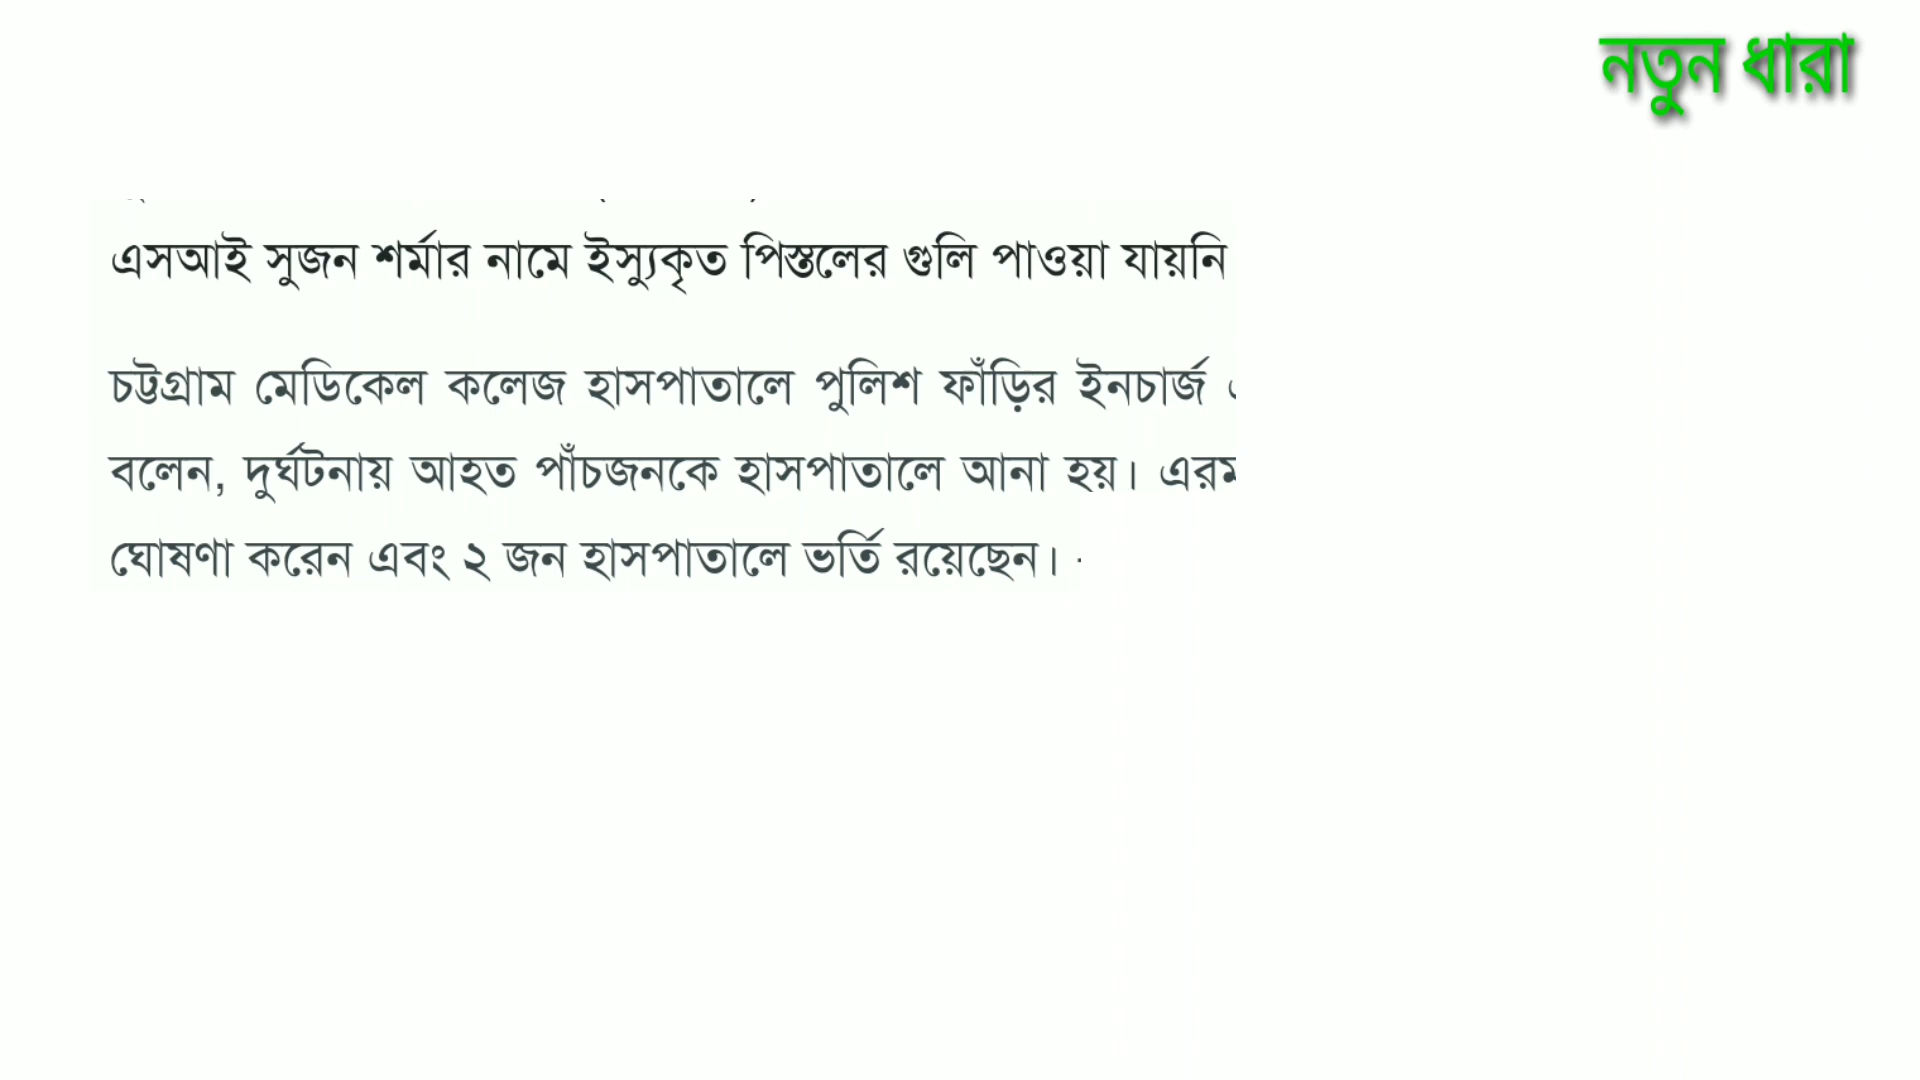 নতুন ধারা
এসআই সুজন শর্মার নামে ইস্যুকৃত পিস্তলের গুলি পাওয়া যায়নি
চট্টগ্রাম মেডিকেল কলেজ হাসপাতালে পুলিশ ফাঁড়ির ইনচার্জ
বলেন, দুর্ঘটনায় আহত পাঁচজনকে হাসপাতালে আনা হয়।
ঘোষণা করেন এবং ২ জন হাসপাতালে ভর্তি রয়েছেন।